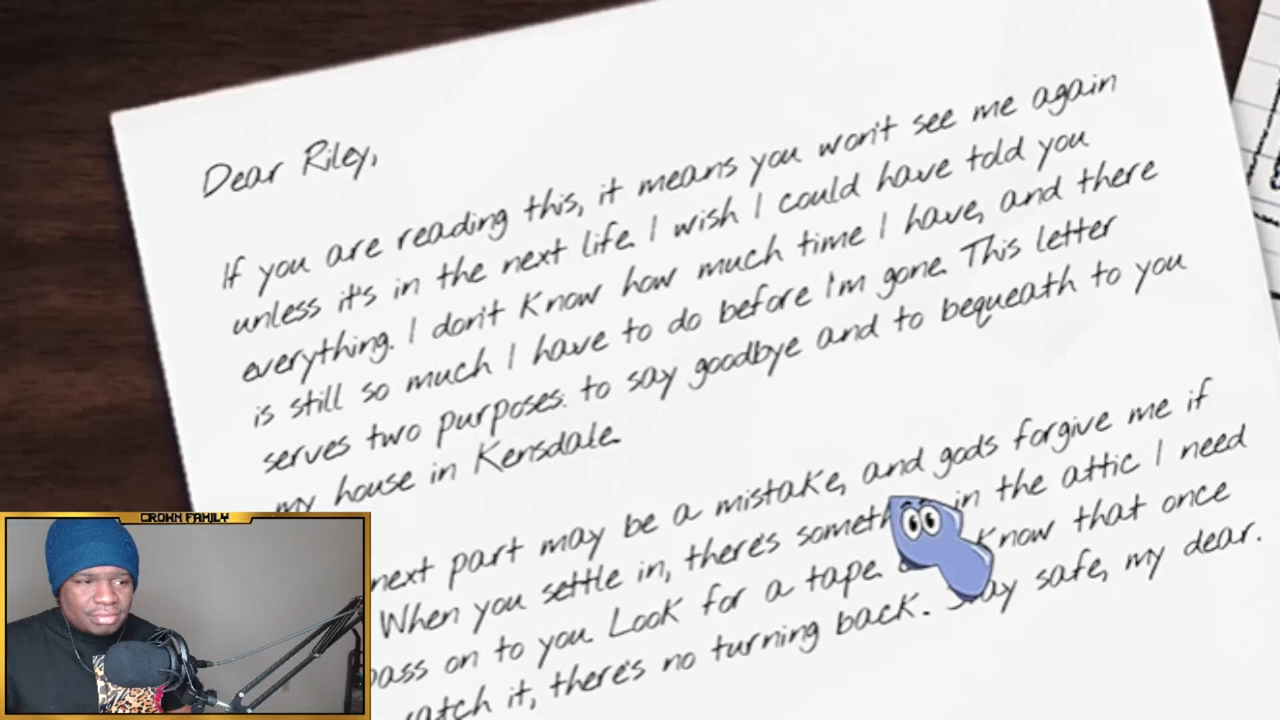 Dear Riley,
If you are reading this, it means you won't see me again
unless it's in the next life. I wish I could have told you
everything. I don't know how much time I have, and there
is still so much I have to do before I'm gone. This letter
serves two purposes: to say goodbye and to bequeath to you
my house in Kensdale.
next part may be a mistake, and gods forgive me if
When you settle in, there's in the attic I need
pass on to you. Look for a tape. know that once
watch it, there's no turning back. Stay safe, my dear.
CROWN FAMILY